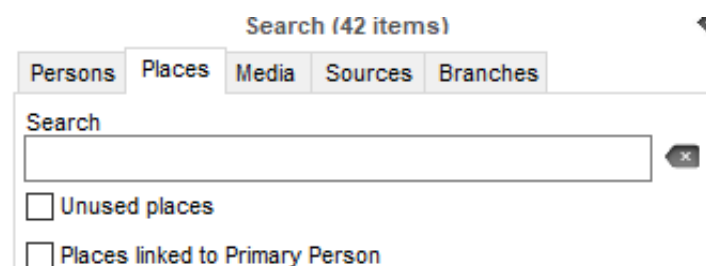 Search (42 items)
Persons Places Media Sources Branches
Search
Unused places
Places linked to Primary Person